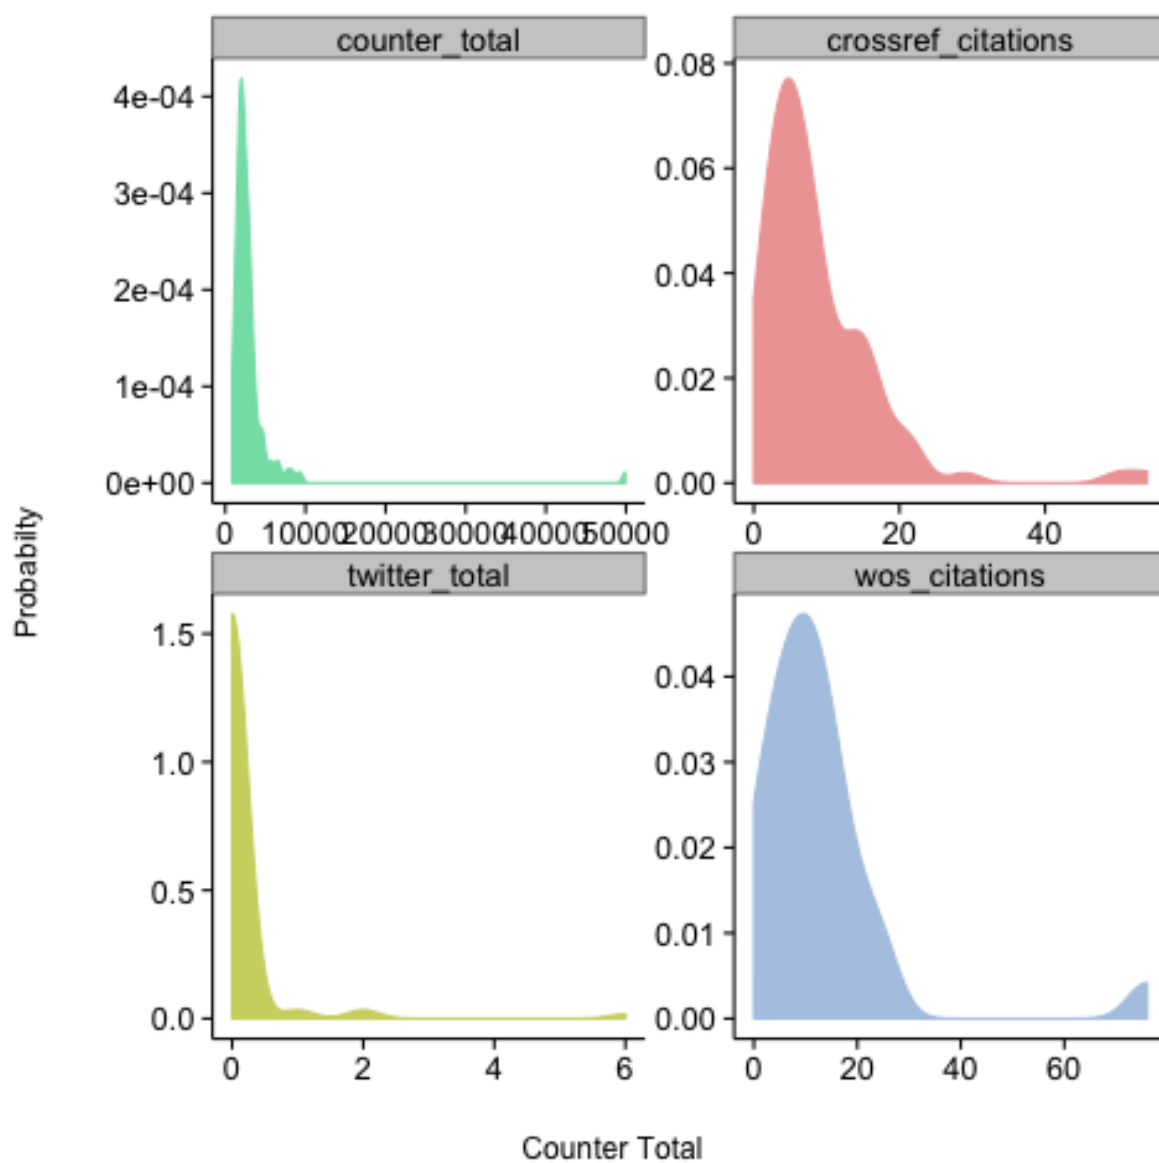 counter_total
crossref_citations
4e-04
3e-04
2e-04
1e-04
0e+00
0 10000 20000 30000 40000 50000
0.08
0.06
0.04
0.02
0.00
0 20 40
Probabilty
twitter_total
wos_citations
1.5
1.0
0.5
0.0
0 2 4 6
0.04
0.03
0.02
0.01
0.00
0 20 40 60
Counter Total